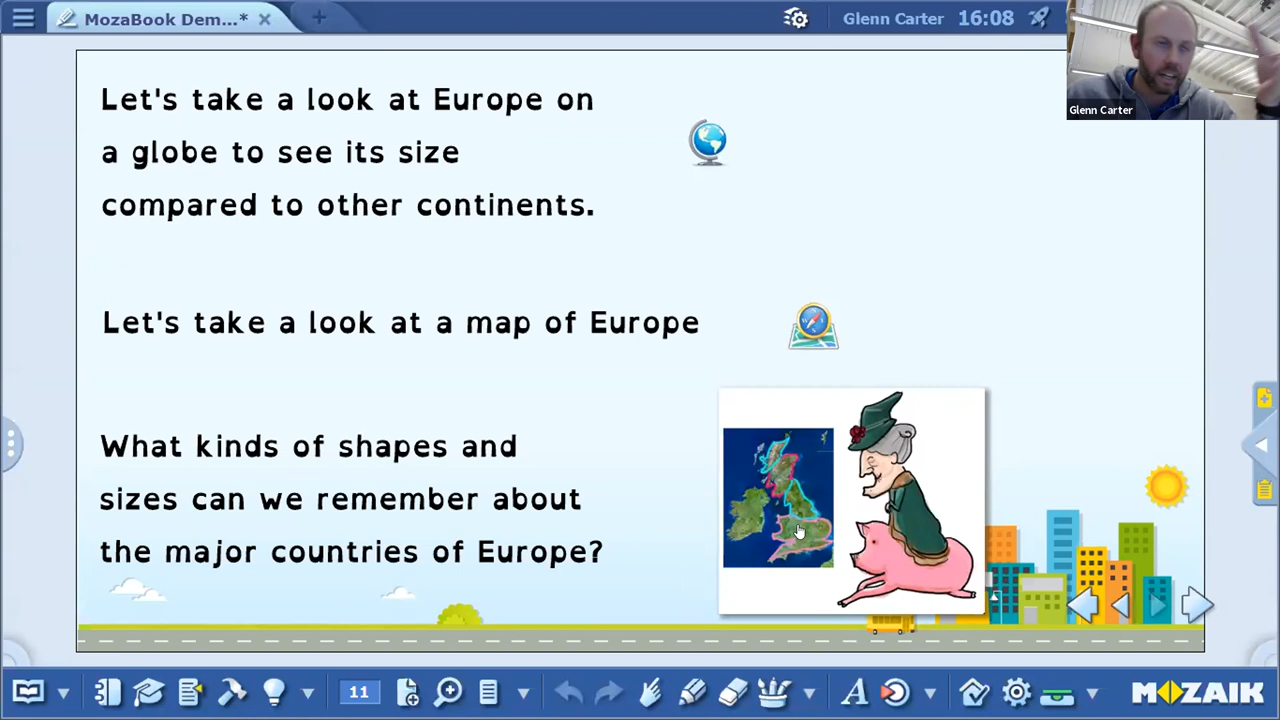 MozaBook Dem...*
Glenn Carter 16:08
Glenn Carter
Let's take a look at Europe on
a globe to see its size
compared to other continents.
Let's take a look at a map of Europe
What kinds of shapes and
sizes can we remember about
the major countries of Europe?
11
MOZAIK